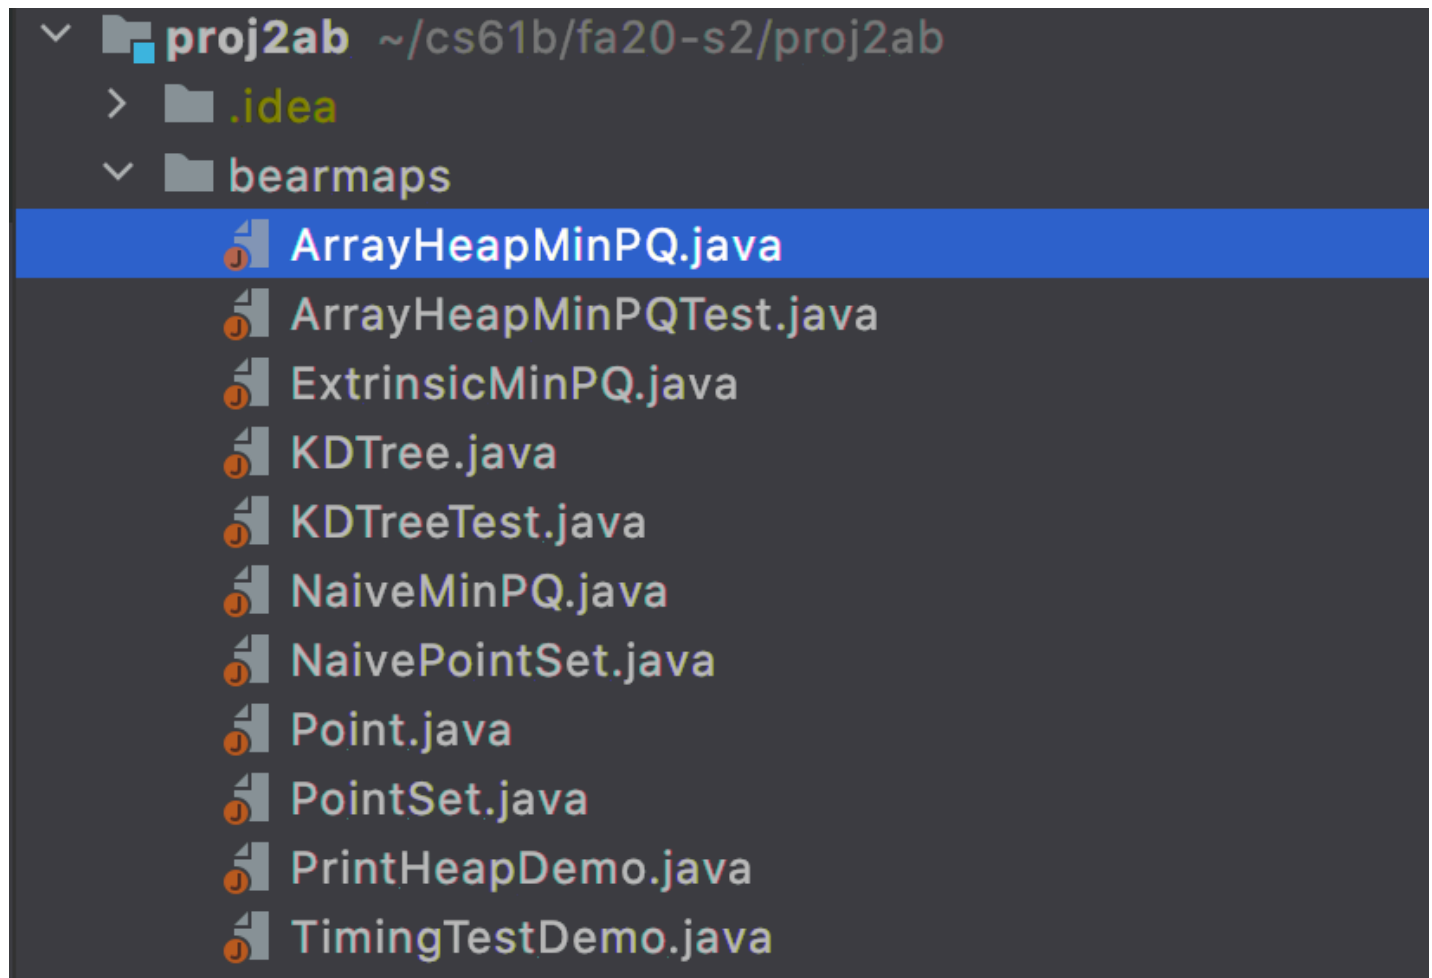 proj2ab ~/cs61b/fa20-s2/proj2ab
.idea
bearmaps
ArrayHeapMinPQ.java
ArrayHeapMinPQTest.java
ExtrinsicMinPQ.java
KDTree.java
KDTreeTest.java
NaiveMinPQ.java
NaivePointSet.java
Point.java
PointSet.java
PrintHeapDemo.java
TimingTestDemo.java